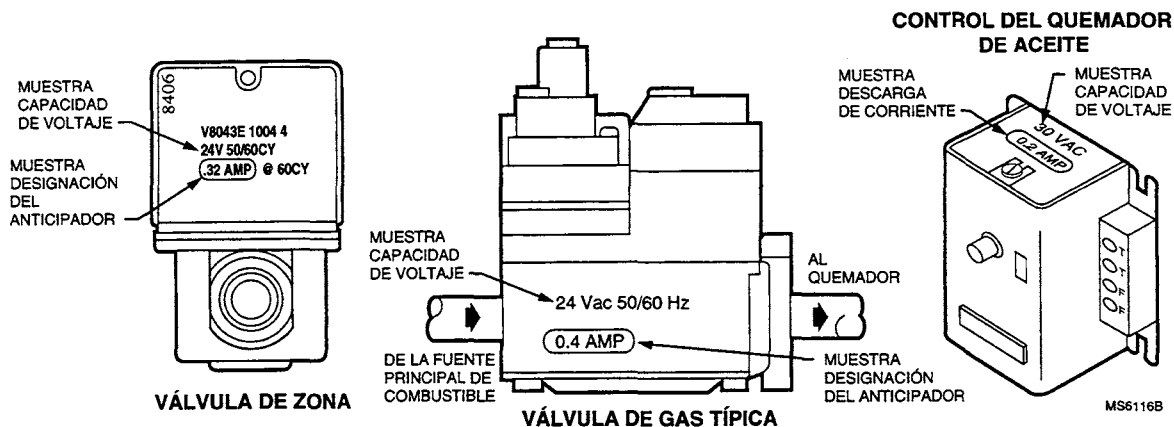 MUESTRA
CAPACIDAD
DE VOLTAJE
MUESTRA
DESIGNACIÓN
DEL
ANTICIPADOR
8406
V8043E 1004 4
24V 50/60CY
.32 AMP @ 60CY
VÁLVULA DE ZONA
MUESTRA
CAPACIDAD
DE VOLTAJE
24 Vac 50/60 Hz
0.4 AMP
DE LA FUENTE
PRINCIPAL DE
COMBUSTIBLE
AL
QUEMADOR
MUESTRA
DESIGNACIÓN
DEL ANTICIPADOR
VÁLVULA DE GAS TÍPICA
CONTROL DEL QUEMADOR
DE ACEITE
MUESTRA
DESCARGA
DE CORRIENTE
MUESTRA
CAPACIDAD
DE VOLTAJE
30 VAC
0.2 AMP
T
T
F
F
MS6116B